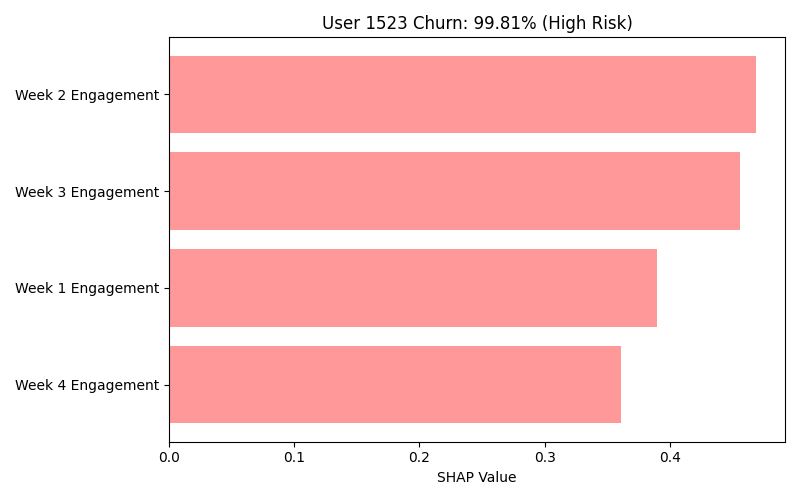 User 1523 Churn: 99.81% (High Risk)
Week 2 Engagement
Week 3 Engagement
Week 1 Engagement
Week 4 Engagement
0.0 0.1 0.2 0.3 0.4
SHAP Value